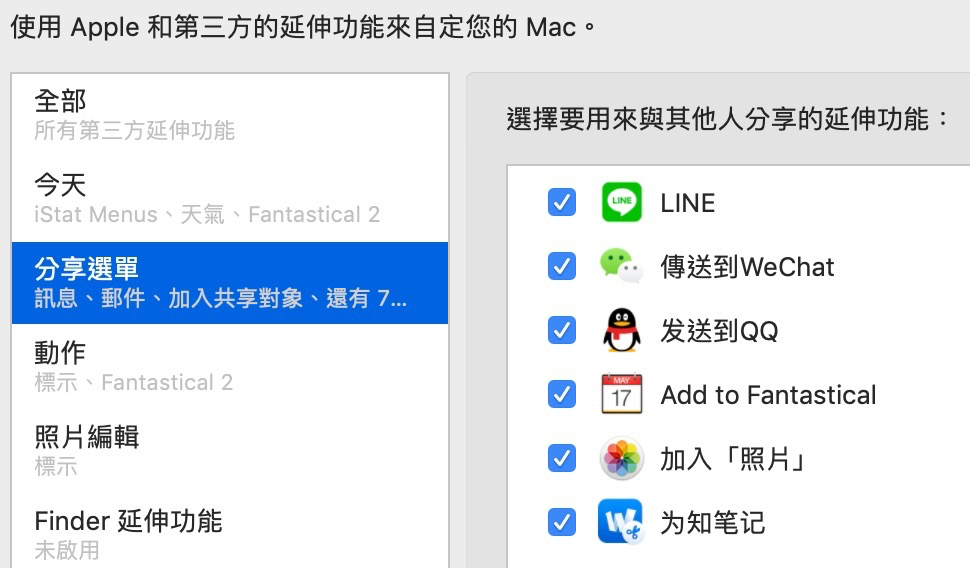 使用 Apple 和第三方的延伸功能來自定您的 Mac。
全部
所有第三方延伸功能
今天
iStat Menus、天氣、Fantastical 2
分享選單
訊息、郵件、加入共享對象、還有 7...
動作
標示、Fantastical 2
照片編輯
標示
Finder 延伸功能
未啟用
選擇要用來與其他人分享的延伸功能：
LINE
LINE
傳送到WeChat
发送到QQ
MAY
17
Add to Fantastical
加入「照片」
W
为知笔记